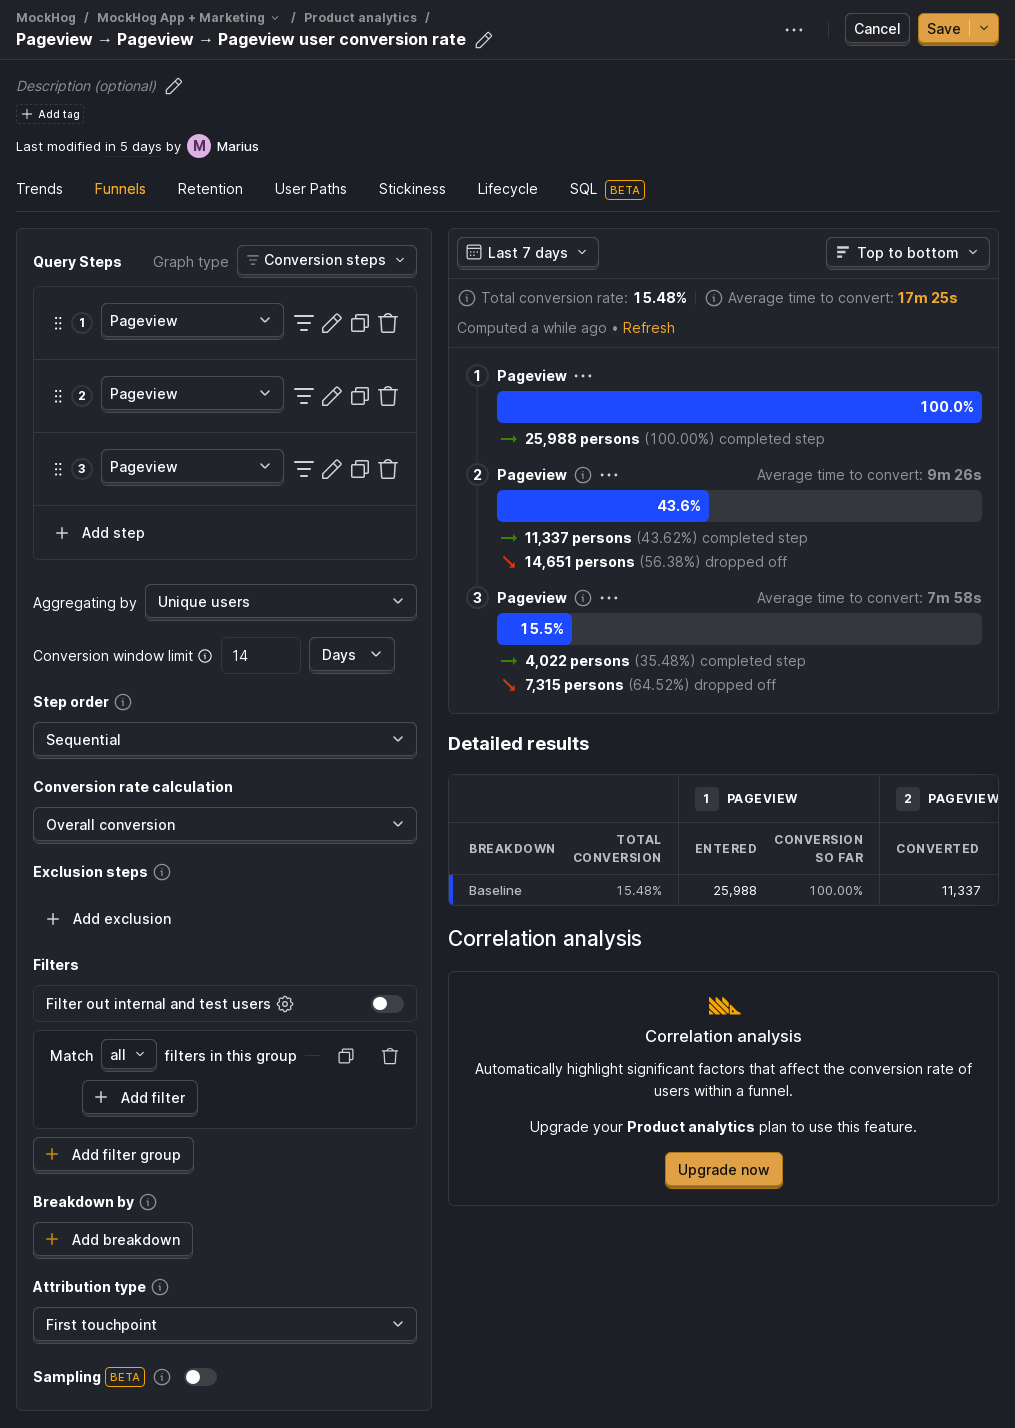 MockHog / MockHog App + Marketing / Product analytics /
Pageview → Pageview → Pageview user conversion rate
Cancel
Save
Description (optional)
Add tag
Last modified in 5 days by M Marius
Trends Funnels Retention User Paths Stickiness Lifecycle SQL BETA
Query Steps
Graph type
Conversion steps
1 Pageview
2 Pageview
3 Pageview
Add step
Aggregating by Unique users
Conversion window limit 14 Days
Step order
Sequential
Conversion rate calculation
Overall conversion
Exclusion steps
Add exclusion
Filters
Filter out internal and test users
Match all filters in this group
Add filter
Add filter group
Breakdown by
Add breakdown
Attribution type
First touchpoint
Sampling BETA
Last 7 days
Top to bottom
Total conversion rate: 15.48% Average time to convert: 17m 25s
Computed a while ago • Refresh
1 Pageview
100.0%
25,988 persons (100.00%) completed step
2 Pageview Average time to convert: 9m 26s
43.6%
11,337 persons (43.62%) completed step
14,651 persons (56.38%) dropped off
3 Pageview Average time to convert: 7m 58s
15.5%
4,022 persons (35.48%) completed step
7,315 persons (64.52%) dropped off
Detailed results
1 PAGEVIEW 2 PAGEVIEW
BREAKDOWN TOTAL CONVERSION ENTERED CONVERSION SO FAR CONVERTED
Baseline 15.48% 25,988 100.00% 11,337
Correlation analysis
Correlation analysis
Automatically highlight significant factors that affect the conversion rate of
users within a funnel.
Upgrade your Product analytics plan to use this feature.
Upgrade now